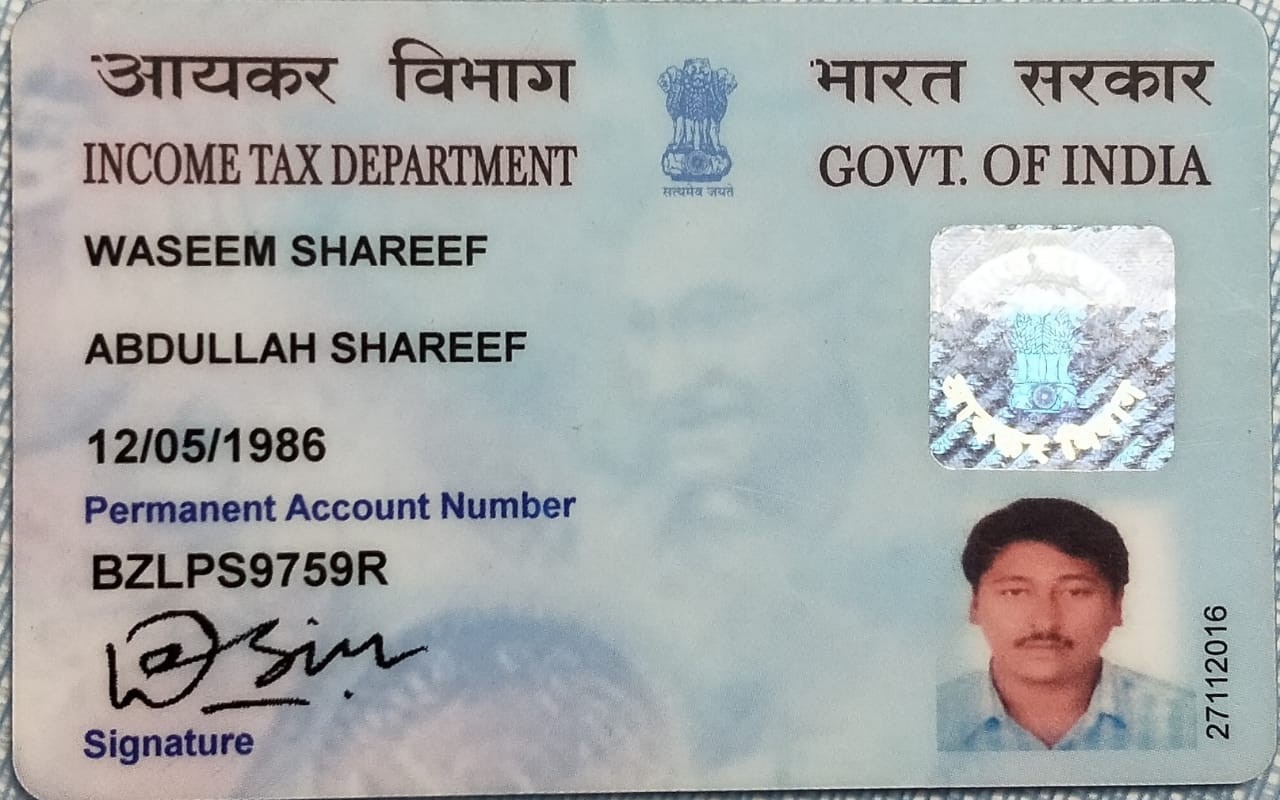 आयकर विभाग
भारत सरकार
INCOME TAX DEPARTMENT
GOVT. OF INDIA
सत्यमेव जयते
WASEEM SHAREEF
ABDULLAH SHAREEF
12/05/1986
Permanent Account Number
BZLPS9759R
Signature
27112016
आयकर विभाग